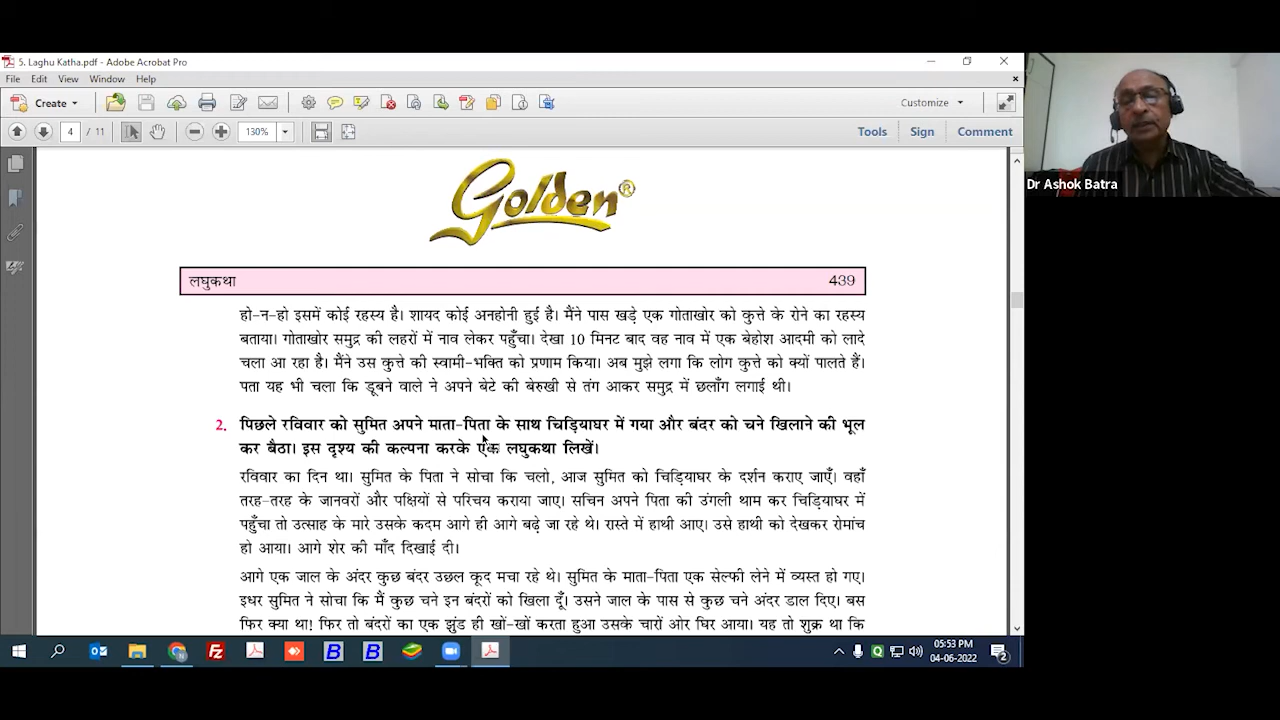 5. Laghu Katha.pdf - Adobe Acrobat Pro
File Edit View Window Help
Create Customize
4 / 11 130% Tools Sign Comment
Golden®
लघुकथा 439
हो-न-हो इसमें कोई रहस्य है। शायद कोई अनहोनी हुई है। मैंने पास खड़े एक गोताखोर को कुत्ते के रोने का रहस्य
बताया। गोताखोर समुद्र की लहरों में नाव लेकर पहुँचा। देखा 10 मिनट बाद वह नाव में एक बेहोश आदमी को लादे
चला आ रहा है। मैंने उस कुत्ते की स्वामी-भक्ति को प्रणाम किया। अब मुझे लगा कि लोग कुत्ते को क्यों पालते हैं।
पता यह भी चला कि डूबने वाले ने अपने बेटे की बेरुखी से तंग आकर समुद्र में छलाँग लगाई थी।
2. पिछले रविवार को सुमित अपने माता-पिता के साथ चिड़ियाघर में गया और बंदर को चने खिलाने की भूल
कर बैठा। इस दृश्य की कल्पना करके एक लघुकथा लिखें।
रविवार का दिन था। सुमित के पिता ने सोचा कि चलो, आज सुमित को चिड़ियाघर के दर्शन कराए जाएँ। वहाँ
तरह-तरह के जानवरों और पक्षियों से परिचय कराया जाए। सचिन अपने पिता की उंगली थाम कर चिड़ियाघर में
पहुँचा तो उत्साह के मारे उसके कदम आगे ही आगे बढ़े जा रहे थे। रास्ते में हाथी आए। उसे हाथी को देखकर रोमांच
हो आया। आगे शेर की माँद दिखाई दी।
आगे एक जाल के अंदर कुछ बंदर उछल कूद मचा रहे थे। सुमित के माता-पिता एक सेल्फी लेने में व्यस्त हो गए।
इधर सुमित ने सोचा कि मैं कुछ चने इन बंदरों को खिला दूँ। उसने जाल के पास से कुछ चने अंदर डाल दिए। बस
फिर क्या था! फिर तो बंदरों का एक झुंड ही खों-खों करता हुआ उसके चारों ओर घिर आया। यह तो शुक्र था कि
Dr Ashok Batra
05:53 PM
04-06-2022
2